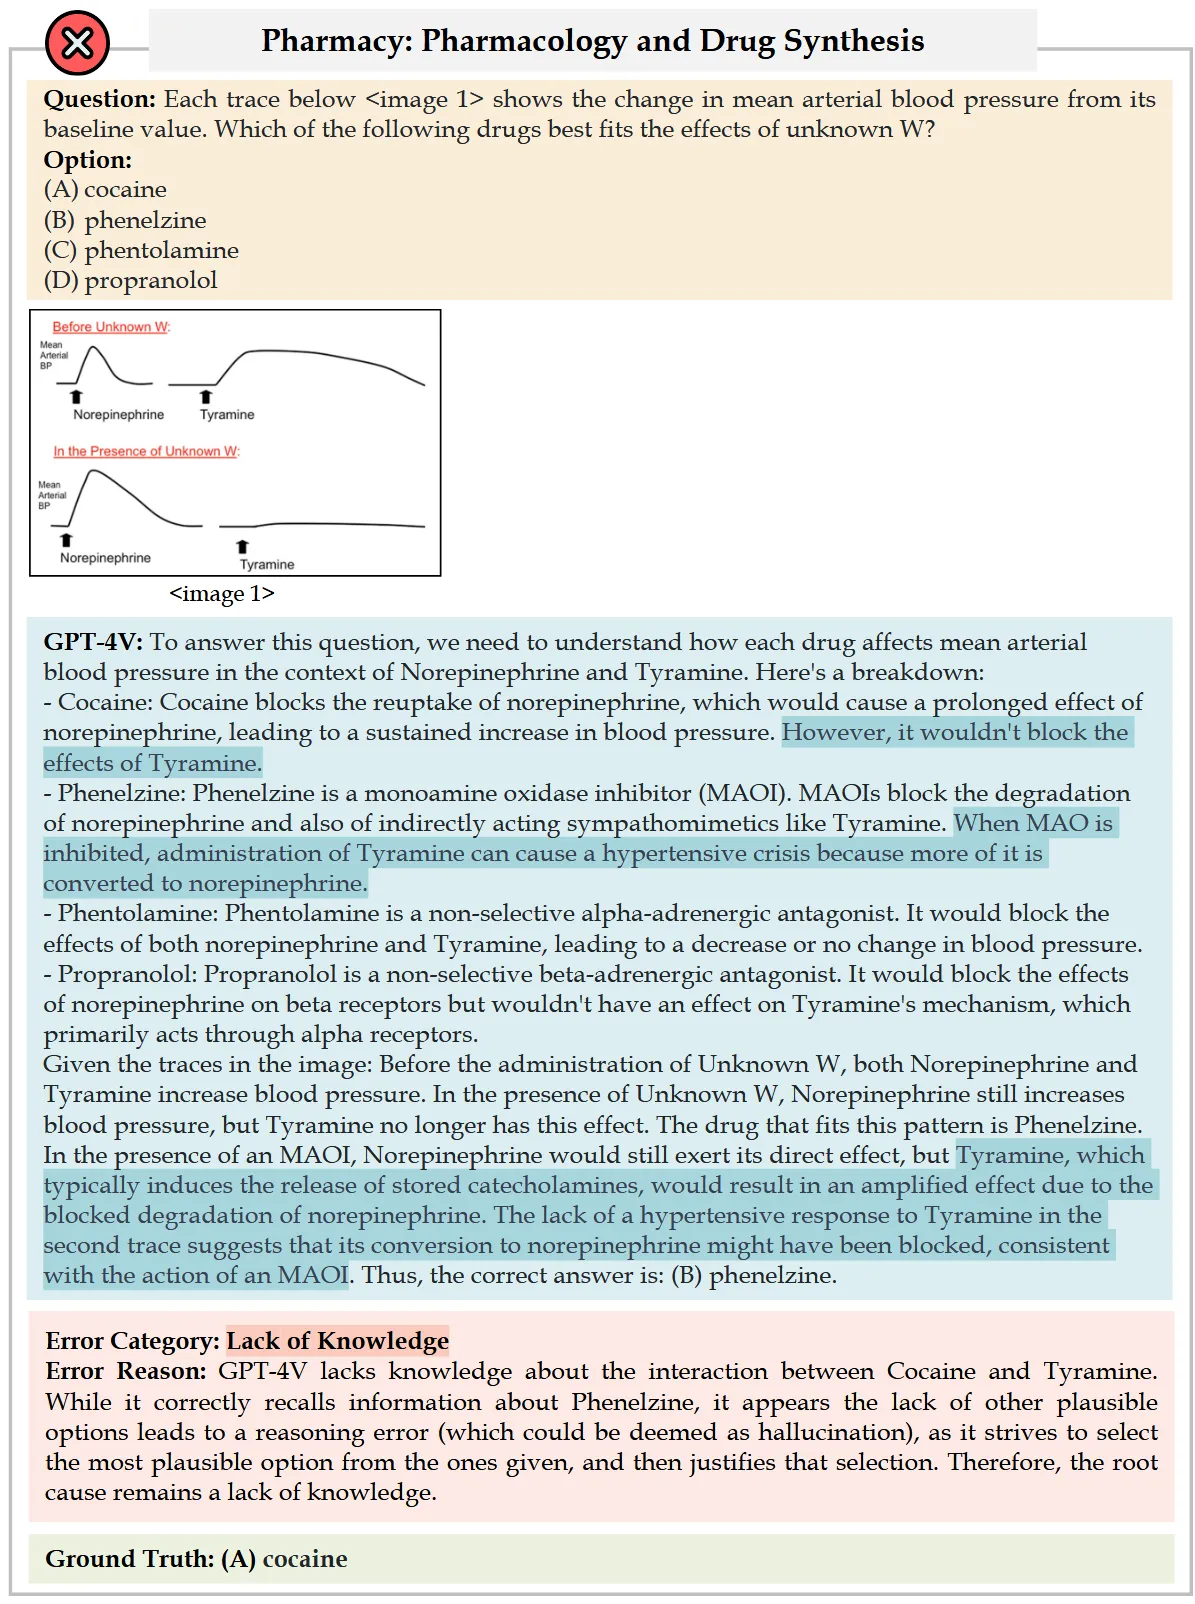 Pharmacy: Pharmacology and Drug Synthesis
Question: Each trace below <image 1> shows the change in mean arterial blood pressure from its
baseline value. Which of the following drugs best fits the effects of unknown W?
Option:
(A) cocaine
(B) phenelzine
(C) phentolamine
(D) propranolol
Before Unknown W:
Mean
Arterial
BP
Norepinephrine Tyramine
In the Presence of Unknown W:
Mean
Arterial
BP
Norepinephrine Tyramine
<image 1>
GPT-4V: To answer this question, we need to understand how each drug affects mean arterial
blood pressure in the context of Norepinephrine and Tyramine. Here's a breakdown:
- Cocaine: Cocaine blocks the reuptake of norepinephrine, which would cause a prolonged effect of
norepinephrine, leading to a sustained increase in blood pressure. However, it wouldn't block the
effects of Tyramine.
- Phenelzine: Phenelzine is a monoamine oxidase inhibitor (MAOI). MAOIs block the degradation
of norepinephrine and also of indirectly acting sympathomimetics like Tyramine. When MAO is
inhibited, administration of Tyramine can cause a hypertensive crisis because more of it is
converted to norepinephrine.
- Phentolamine: Phentolamine is a non-selective alpha-adrenergic antagonist. It would block the
effects of both norepinephrine and Tyramine, leading to a decrease or no change in blood pressure.
- Propranolol: Propranolol is a non-selective beta-adrenergic antagonist. It would block the effects
of norepinephrine on beta receptors but wouldn't have an effect on Tyramine's mechanism, which
primarily acts through alpha receptors.
Given the traces in the image: Before the administration of Unknown W, both Norepinephrine and
Tyramine increase blood pressure. In the presence of Unknown W, Norepinephrine still increases
blood pressure, but Tyramine no longer has this effect. The drug that fits this pattern is Phenelzine.
In the presence of an MAOI, Norepinephrine would still exert its direct effect, but Tyramine, which
typically induces the release of stored catecholamines, would result in an amplified effect due to the
blocked degradation of norepinephrine. The lack of a hypertensive response to Tyramine in the
second trace suggests that its conversion to norepinephrine might have been blocked, consistent
with the action of an MAOI. Thus, the correct answer is: (B) phenelzine.
Error Category: Lack of Knowledge
Error Reason: GPT-4V lacks knowledge about the interaction between Cocaine and Tyramine.
While it correctly recalls information about Phenelzine, it appears the lack of other plausible
options leads to a reasoning error (which could be deemed as hallucination), as it strives to select
the most plausible option from the ones given, and then justifies that selection. Therefore, the root
cause remains a lack of knowledge.
Ground Truth: (A) cocaine